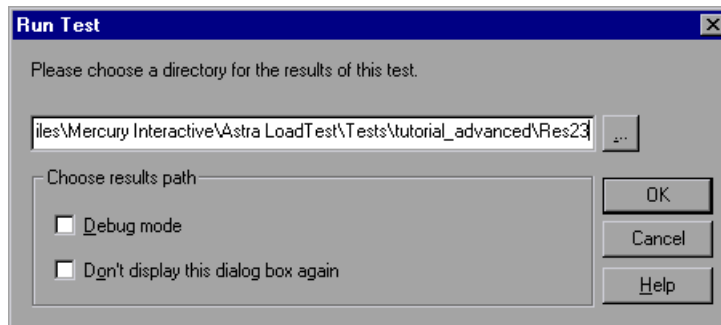 Run Test
Please choose a directory for the results of this test.
iles\Mercury Interactive\Astra LoadTest\Tests\tutorial_advanced\Res23
...
Choose results path
Debug mode
Don't display this dialog box again
OK
Cancel
Help